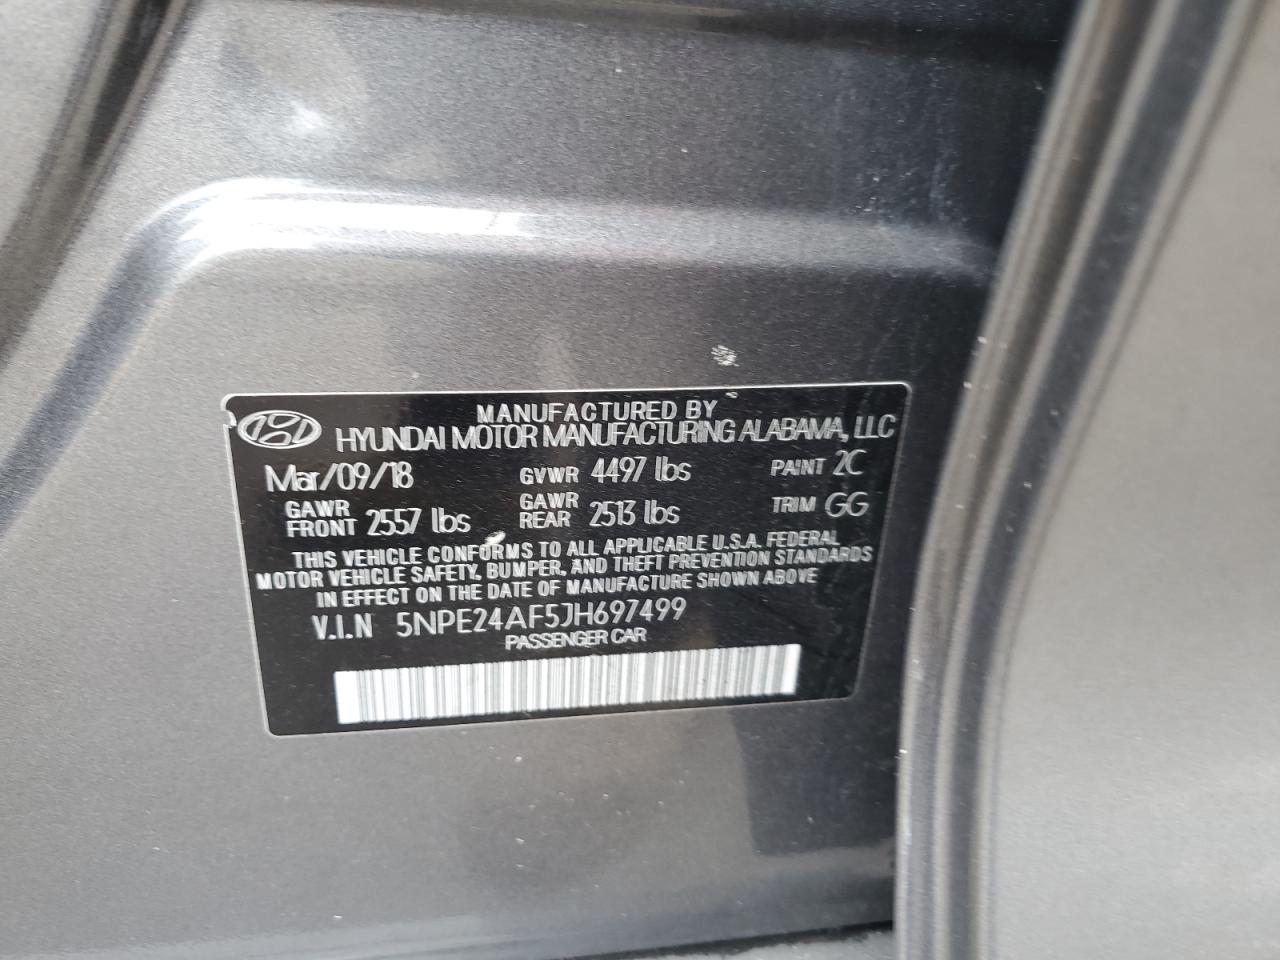 MANUFACTURED BY
HYUNDAI MOTOR MANUFACTURING ALABAMA, LLC
Mar/09/18 GVWR 4497 lbs PAINT 2C
GAWR FRONT 2557 lbs GAWR REAR 2513 lbs TRIM GG
THIS VEHICLE CONFORMS TO ALL APPLICABLE U.S.A. FEDERAL
MOTOR VEHICLE SAFETY, BUMPER, AND THEFT PREVENTION STANDARDS
IN EFFECT ON THE DATE OF MANUFACTURE SHOWN ABOVE
V.I.N 5NPE24AF5JH697499
PASSENGER CAR